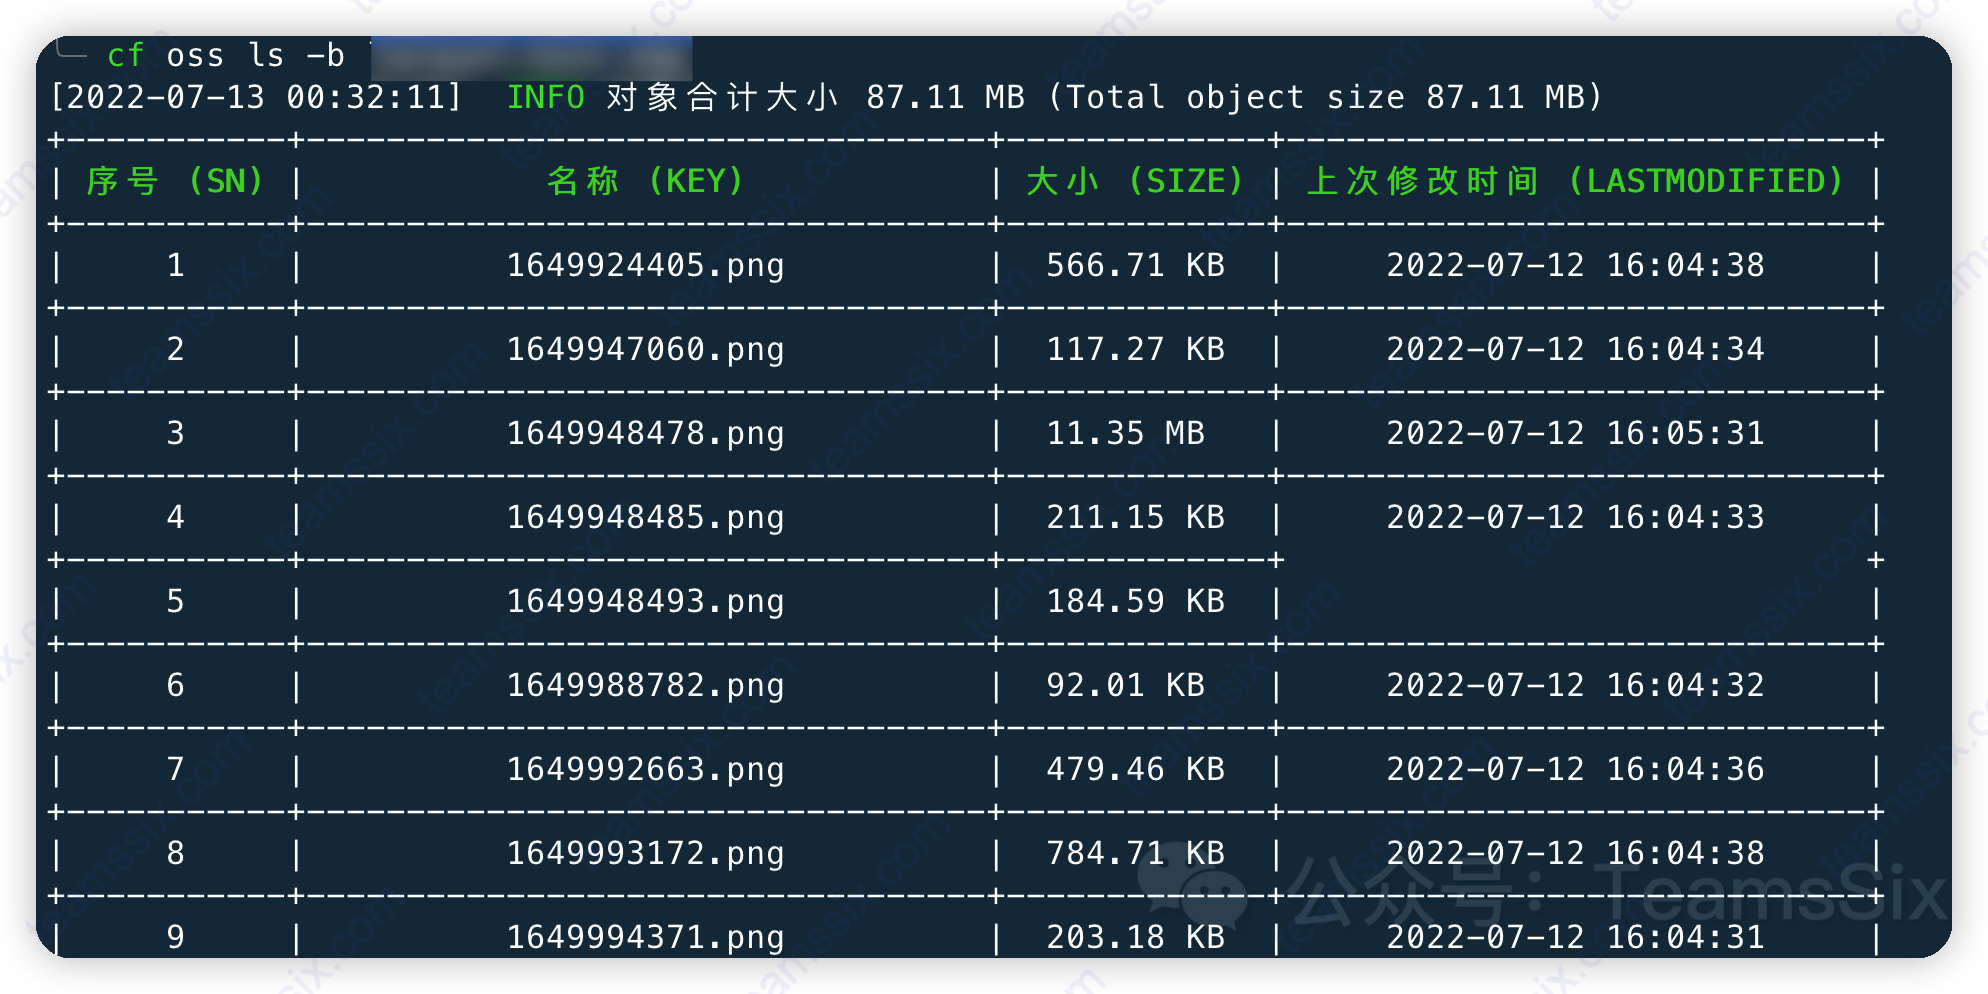 cf oss ls -b
[2022-07-13 00:32:11] INFO 对象合计大小 87.11 MB (Total object size 87.11 MB)
序号 (SN) | 名称 (KEY) | 大小 (SIZE) | 上次修改时间 (LASTMODIFIED)
1 | 1649924405.png | 566.71 KB | 2022-07-12 16:04:38
2 | 1649947060.png | 117.27 KB | 2022-07-12 16:04:34
3 | 1649948478.png | 11.35 MB | 2022-07-12 16:05:31
4 | 1649948485.png | 211.15 KB | 2022-07-12 16:04:33
5 | 1649948493.png | 184.59 KB |
6 | 1649988782.png | 92.01 KB | 2022-07-12 16:04:32
7 | 1649992663.png | 479.46 KB | 2022-07-12 16:04:36
8 | 1649993172.png | 784.71 KB | 2022-07-12 16:04:38
9 | 1649994371.png | 203.18 KB | 2022-07-12 16:04:31
公众号：TeamsSix
teamssix.com